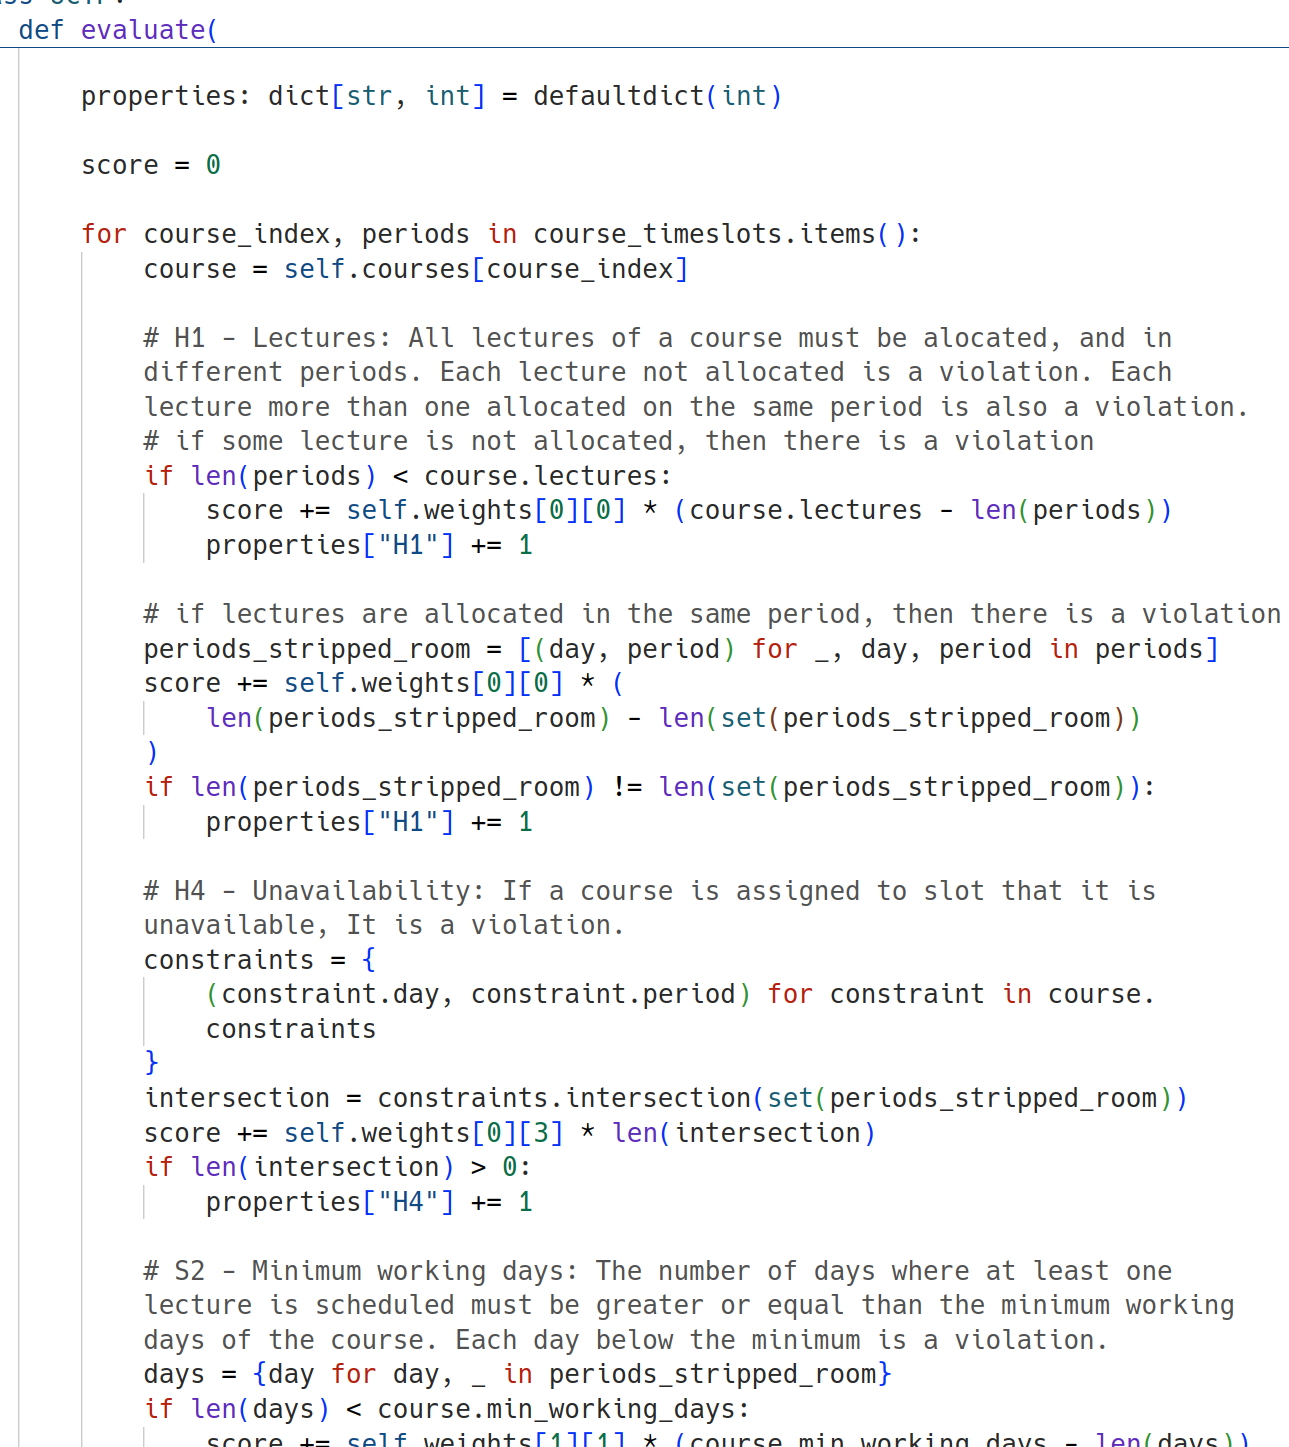 def evaluate(
properties: dict[str, int] = defaultdict(int)
score = 0
for course_index, periods in course_timeslots.items():
course = self.courses[course_index]
# H1 - Lectures: All lectures of a course must be alocated, and in
different periods. Each lecture not allocated is a violation. Each
lecture more than one allocated on the same period is also a violation.
# if some lecture is not allocated, then there is a violation
if len(periods) < course.lectures:
score += self.weights[0][0] * (course.lectures - len(periods))
properties["H1"] += 1
# if lectures are allocated in the same period, then there is a violation
periods_stripped_room = [(day, period) for _, day, period in periods]
score += self.weights[0][0] * (
len(periods_stripped_room) - len(set(periods_stripped_room))
)
if len(periods_stripped_room) != len(set(periods_stripped_room)):
properties["H1"] += 1
# H4 - Unavailability: If a course is assigned to slot that it is
unavailable, It is a violation.
constraints = {
(constraint.day, constraint.period) for constraint in course.
constraints
}
intersection = constraints.intersection(set(periods_stripped_room))
score += self.weights[0][3] * len(intersection)
if len(intersection) > 0:
properties["H4"] += 1
# S2 - Minimum working days: The number of days where at least one
lecture is scheduled must be greater or equal than the minimum working
days of the course. Each day below the minimum is a violation.
days = {day for day, _ in periods_stripped_room}
if len(days) < course.min_working_days:
score += self.weights[1][1] * (course.min_working_days - len(days))